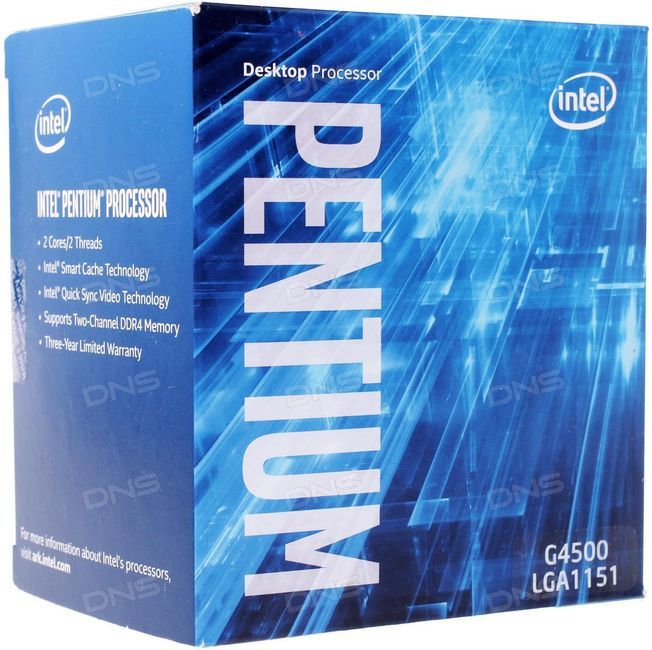 intel
INTEL® PENTIUM® PROCESSOR
• 2 Cores/2 Threads
• Intel® Smart Cache Technology
• Intel® Quick Sync Video Technology
• Supports Two-Channel DDR4 Memory
• Three-Year Limited Warranty
For more information about Intel's processors,
visit ark.intel.com
Desktop Processor
PENTIUM
intel
G4500
LGA1151
DNS